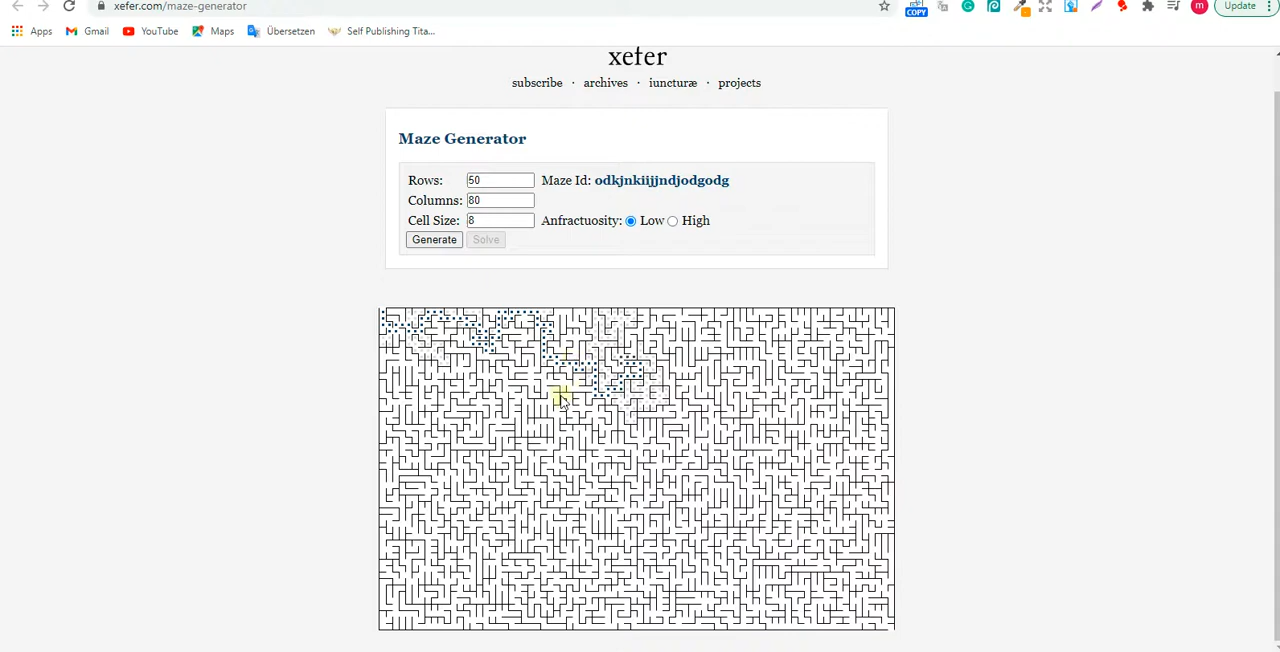 xefer.com/maze-generator
COPY
m
Update
Apps Gmail YouTube Maps Übersetzen Self Publishing Tita...
xefer
subscribe · archives · iuncturæ · projects
Maze Generator
Rows: 50 Maze Id: odkjnkiijjndjodgodg
Columns: 80
Cell Size: 8 Anfractuosity: Low High
Generate Solve